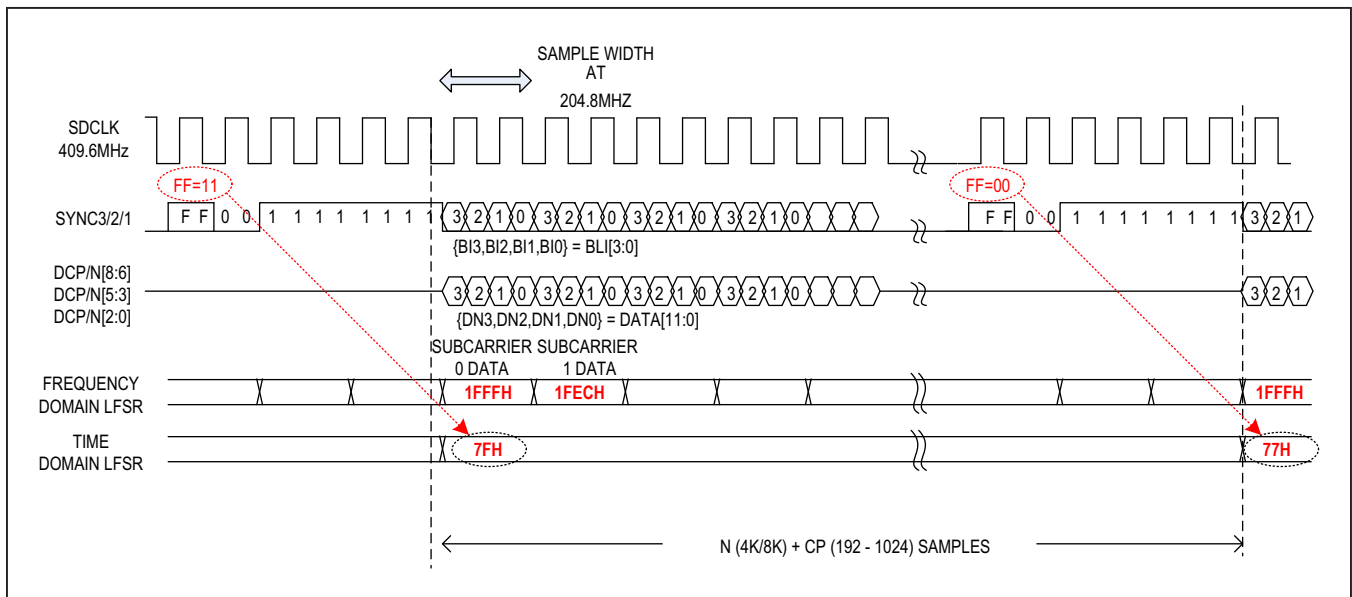 SAMPLE WIDTH
AT
204.8MHZ
SDCLK
409.6MHz
FF=11
FF=00
SYNC3/2/1
F F 0 0 1 1 1 1 1 1 1 1 3 2 1 0 3 2 1 0 3 2 1 0 3 2 1 0
F F 0 0 1 1 1 1 1 1 1 1 3 2 1
{BI3,BI2,BI1,BI0} = BLI[3:0]
DCP/N[8:6]
DCP/N[5:3]
DCP/N[2:0]
3 2 1 0 3 2 1 0 3 2 1 0 3 2 1 0
3 2 1
{DN3,DN2,DN1,DN0} = DATA[11:0]
SUBCARRIER SUBCARRIER
0 DATA 1 DATA
FREQUENCY
DOMAIN LFSR
1FFFH 1FECH 1FFFH
TIME
DOMAIN LFSR
7FH 77H
N (4K/8K) + CP (192 - 1024) SAMPLES